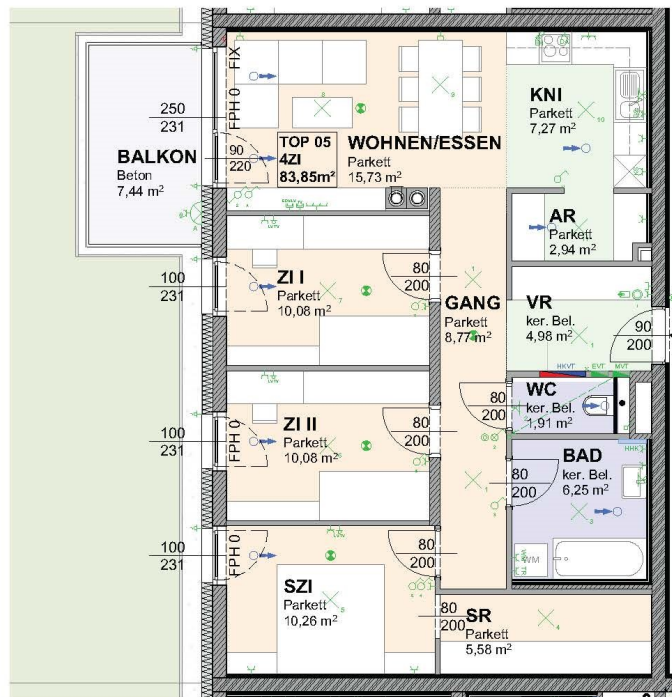 250
231
FPH 0 FIX
90
220
BALKON
Beton
7,44 m²
TOP 05
4ZI
83,85m²
WOHNEN/ESSEN
Parkett
15,73 m²
KNI
Parkett
7,27 m²
AR
Parkett
2,94 m²
100
231
ZI I
Parkett
10,08 m²
80
200
GANG
Parkett
8,77 m²
VR
ker. Bel.
4,98 m²
90
200
HKVT
EVT
MVT
WC
ker. Bel.
1,91 m²
80
200
100
231
FPH 0
ZI II
Parkett
10,08 m²
80
200
BAD
ker. Bel.
6,25 m²
80
200
HHK
WM
100
231
FPH 0
SZI
Parkett
10,26 m²
80
200
80
200
SR
Parkett
5,58 m²